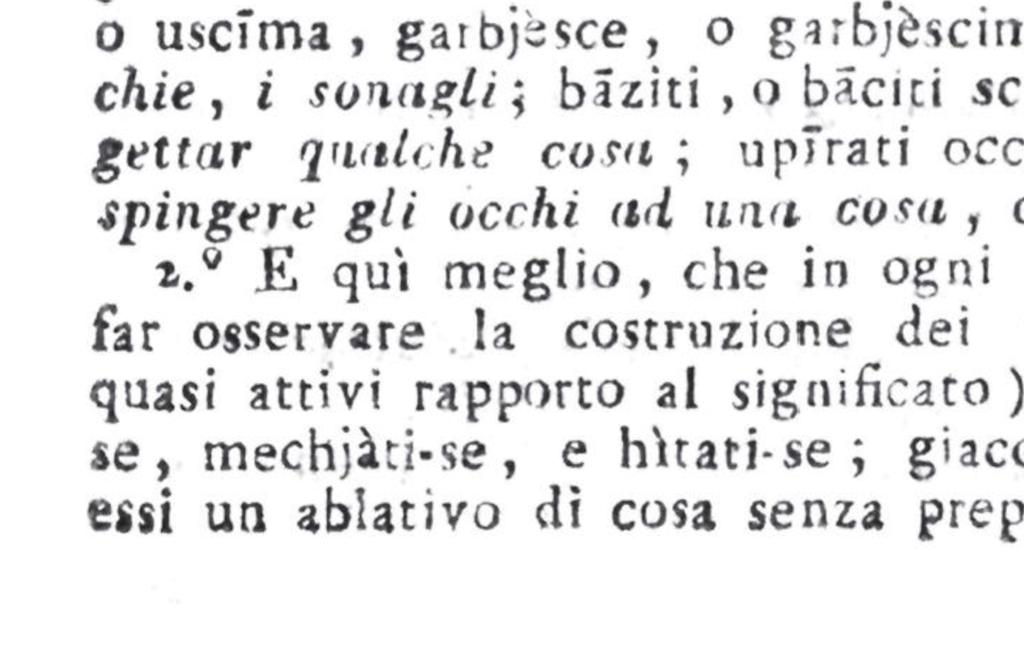 o uscīma, garbjèsce, o garbjèscim
chie, i sonagli; bāziti, o bāciti sc
gettar qualche cosa; upīrati occ
spingere gli occhi ad una cosa,
2.º E quì meglio, che in ogni
far osservare la costruzione dei
quasi attivi rapporto al significato)
se, mechjàti-se, e hìtati-se; giacc
essi un ablativo di cosa senza prep